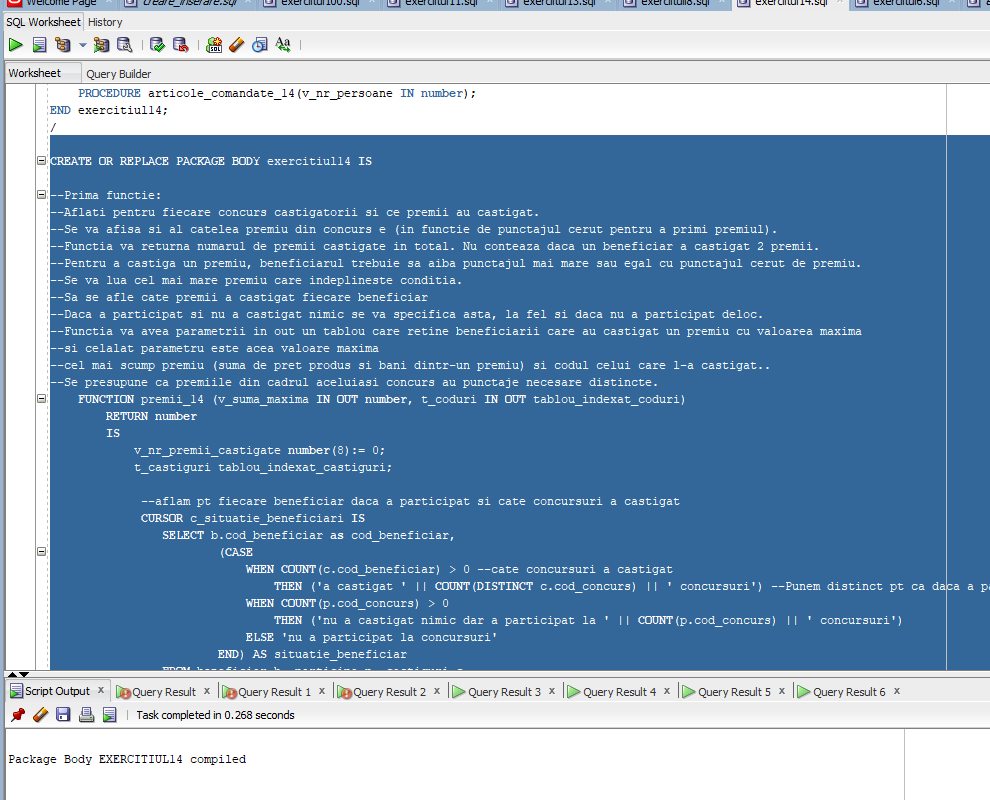 Welcome Page creare_inserare.sql exercitiul100.sql exercitiul11.sql exercitiul13.sql exercitiul8.sql exercitiul14.sql exercitiul6.sql
SQL Worksheet History
Worksheet Query Builder
PROCEDURE articole_comandate_14(v_nr_persoane IN number);
END exercitiul14;
/
CREATE OR REPLACE PACKAGE BODY exercitiul14 IS
--Prima functie:
--Aflati pentru fiecare concurs castigatorii si ce premii au castigat.
--Se va afisa si al catelea premiu din concurs e (in functie de punctajul cerut pentru a primi premiul).
--Functia va returna numarul de premii castigate in total. Nu conteaza daca un beneficiar a castigat 2 premii.
--Pentru a castiga un premiu, beneficiarul trebuie sa aiba punctajul mai mare sau egal cu punctajul cerut de premiu.
--Se va lua cel mai mare premiu care indeplineste conditia.
--Sa se afle cate premii a castigat fiecare beneficiar
--Daca a participat si nu a castigat nimic se va specifica asta, la fel si daca nu a participat deloc.
--Functia va avea parametrii in out un tablou care retine beneficiarii care au castigat un premiu cu valoarea maxima
--si celalat parametru este acea valoare maxima
--cel mai scump premiu (suma de pret produs si bani dintr-un premiu) si codul celui care l-a castigat..
--Se presupune ca premiile din cadrul aceluiasi concurs au punctaje necesare distincte.
FUNCTION premii_14 (v_suma_maxima IN OUT number, t_coduri IN OUT tablou_indexat_coduri)
RETURN number
IS
v_nr_premii_castigate number(8):= 0;
t_castiguri tablou_indexat_castiguri;
--aflam pt fiecare beneficiar daca a participat si cate concursuri a castigat
CURSOR c_situatie_beneficiari IS
SELECT b.cod_beneficiar as cod_beneficiar,
(CASE
WHEN COUNT(c.cod_beneficiar) > 0 --cate concursuri a castigat
THEN ('a castigat ' || COUNT(DISTINCT c.cod_concurs) || ' concursuri') --Punem distinct pt ca daca a
WHEN COUNT(p.cod_concurs) > 0
THEN ('nu a castigat nimic dar a participat la ' || COUNT(p.cod_concurs) || ' concursuri')
ELSE 'nu a participat la concursuri'
END) AS situatie_beneficiar
Script Output x Query Result x Query Result 1 x Query Result 2 x Query Result 3 x Query Result 4 x Query Result 5 x Query Result 6 x
Task completed in 0.268 seconds
Package Body EXERCITIUL14 compiled